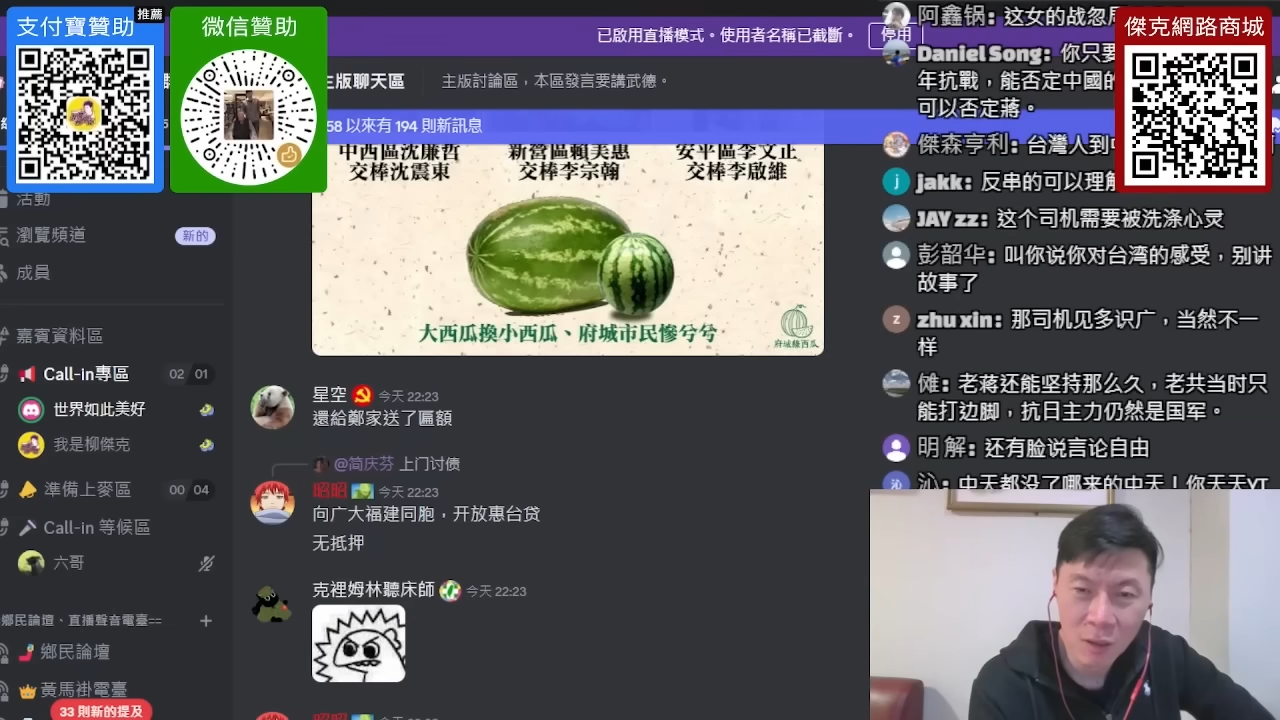 支付寶贊助
推薦
微信贊助
已啟用直播模式。使用者名稱已截斷。
停用
主版聊天區
主版討論區，本區發言要講武德。
58 以來有 194 則新訊息
中西區沈廉哲
交棒沈震東
新營區賴美惠
交棒李宗翰
安平區李文正
交棒李啟維
大西瓜換小西瓜、府城市民慘兮兮
府城綠西瓜
活動
瀏覽頻道
新的
成員
嘉賓資料區
Call-in專區
02 01
世界如此美好
我是柳傑克
準備上麥區
00 04
Call-in 等候區
六哥
鄉民論壇、直播聲音電臺==
鄉民論壇
黃馬褂電臺
33 則新的提及
星空 今天 22:23
還給鄭家送了匾額
@简庆芬 上门讨债
昭昭 今天 22:23
向广大福建同胞，开放惠台贷
无抵押
克裡姆林聽床師 今天 22:23
昭昭
阿鑫锅: 这女的战忽
Daniel Song: 你只要
年抗戰，能否定中國的
可以否定蔣。
傑森亨利: 台灣人到
jakk: 反串的可以理解
JAY zz: 这个司机需要被洗涤心灵
彭韶华: 叫你说你对台湾的感受，别讲
故事了
zhu xin: 那司机见多识广，当然不一
样
傩: 老蒋还能坚持那么久，老共当时只
能打边脚，抗日主力仍然是国军。
明 解: 还有脸说言论自由
沁: 中天都没了哪来的中天！你天天YT
傑克網路商城